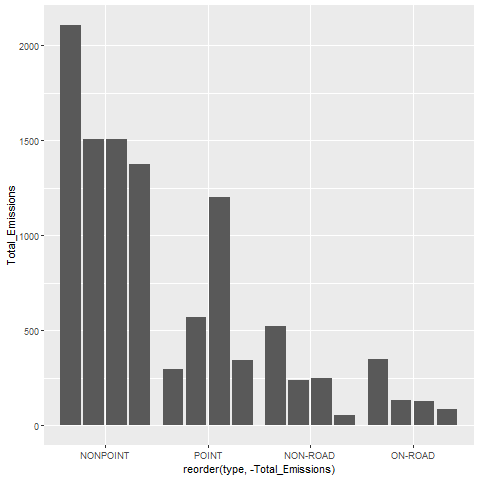 2000
1500
1000
500
0
Total_Emissions
NONPOINT POINT NON-ROAD ON-ROAD
reorder(type, -Total_Emissions)